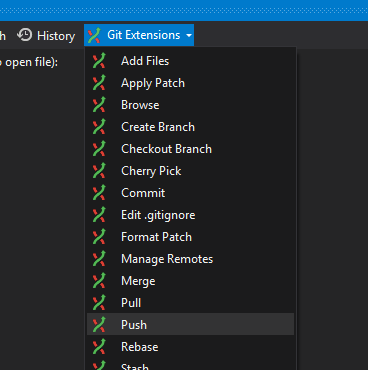 h History Git Extensions
o open file):
Add Files
Apply Patch
Browse
Create Branch
Checkout Branch
Cherry Pick
Commit
Edit .gitignore
Format Patch
Manage Remotes
Merge
Pull
Push
Rebase
Stash